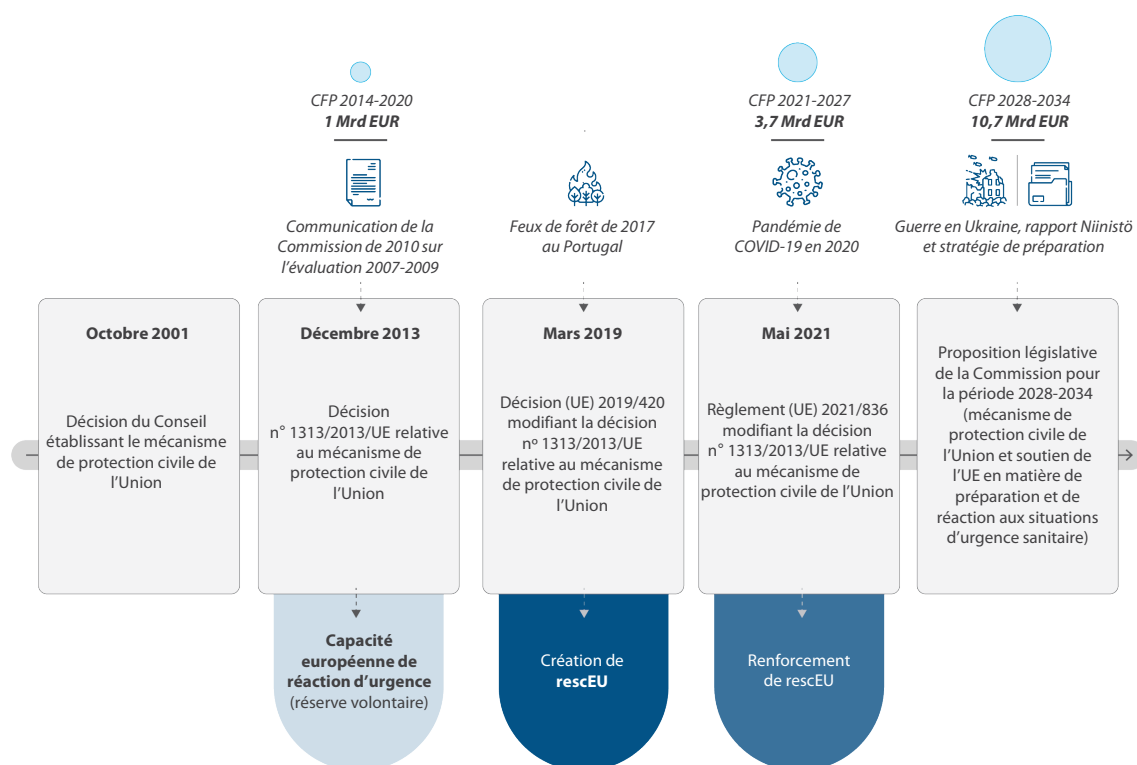 CFP 2014-2020
1 Mrd EUR
CFP 2021-2027
3,7 Mrd EUR
CFP 2028-2034
10,7 Mrd EUR
Communication de la
Commission de 2010 sur
l’évaluation 2007-2009
Feux de forêt de 2017
au Portugal
Pandémie de
COVID-19 en 2020
Guerre en Ukraine, rapport Niinistö
et stratégie de préparation
Octobre 2001
Décision du Conseil
établissant le mécanisme
de protection civile de
l’Union
Décembre 2013
Décision
n° 1313/2013/UE relative
au mécanisme de
protection civile de
l’Union
Mars 2019
Décision (UE) 2019/420
modifiant la décision
nº 1313/2013/UE
relative au mécanisme
de protection civile de
l’Union
Mai 2021
Règlement (UE) 2021/836
modifiant la décision
n° 1313/2013/UE relative
au mécanisme de
protection civile de l’Union
Proposition législative
de la Commission pour
la période 2028-2034
(mécanisme de
protection civile de
l’Union et soutien de
l’UE en matière de
préparation et de
réaction aux situations
d’urgence sanitaire)
Capacité
européenne de
réaction d’urgence
(réserve volontaire)
Création de
rescEU
Renforcement
de rescEU